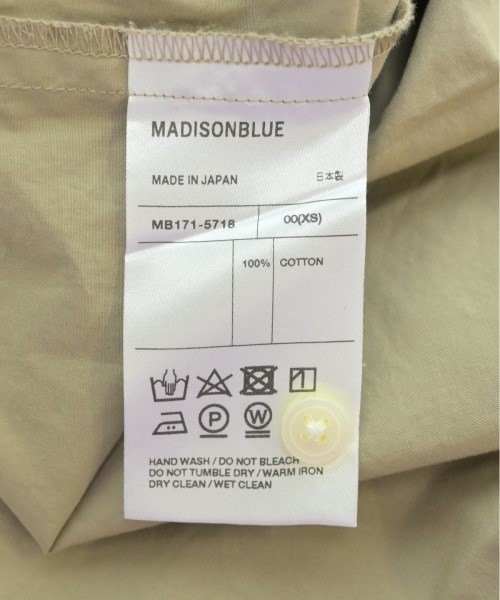 MADISONBLUE
MADE IN JAPAN 日本製
MB171-5718 00(XS)
100% COTTON
P W
HAND WASH / DO NOT BLEACH
DO NOT TUMBLE DRY / WARM IRON
DRY CLEAN / WET CLEAN